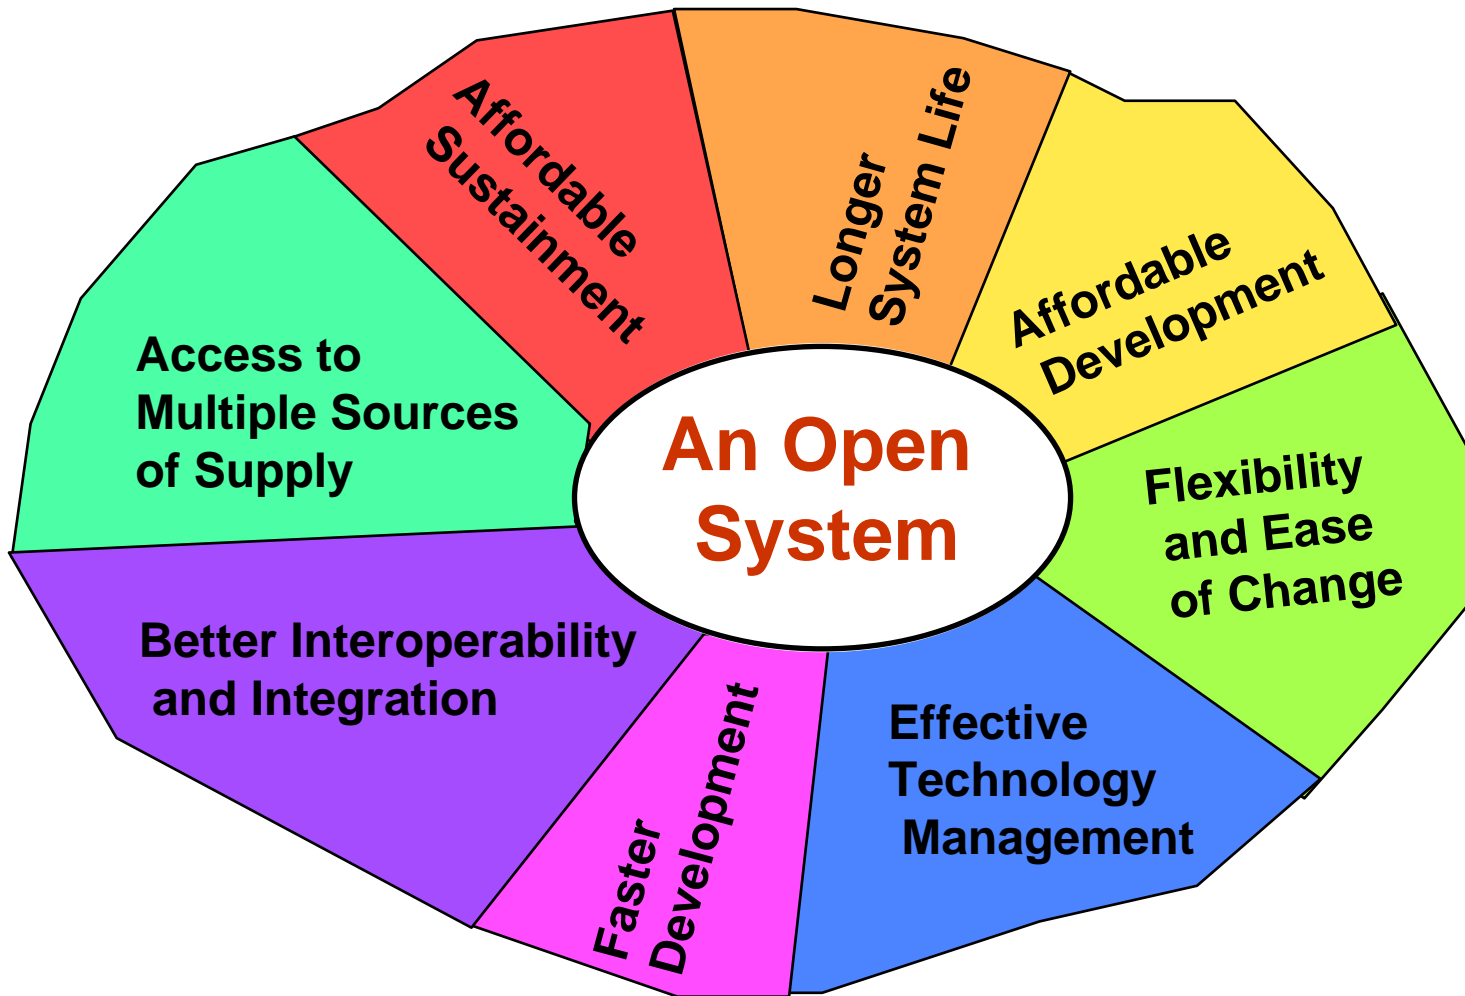 Affordable
Sustainment
Longer
System Life
Affordable
Development
Access to
Multiple Sources
of Supply
An Open
System
Flexibility
and Ease
of Change
Better Interoperability
and Integration
Faster
Development
Effective
Technology
Management